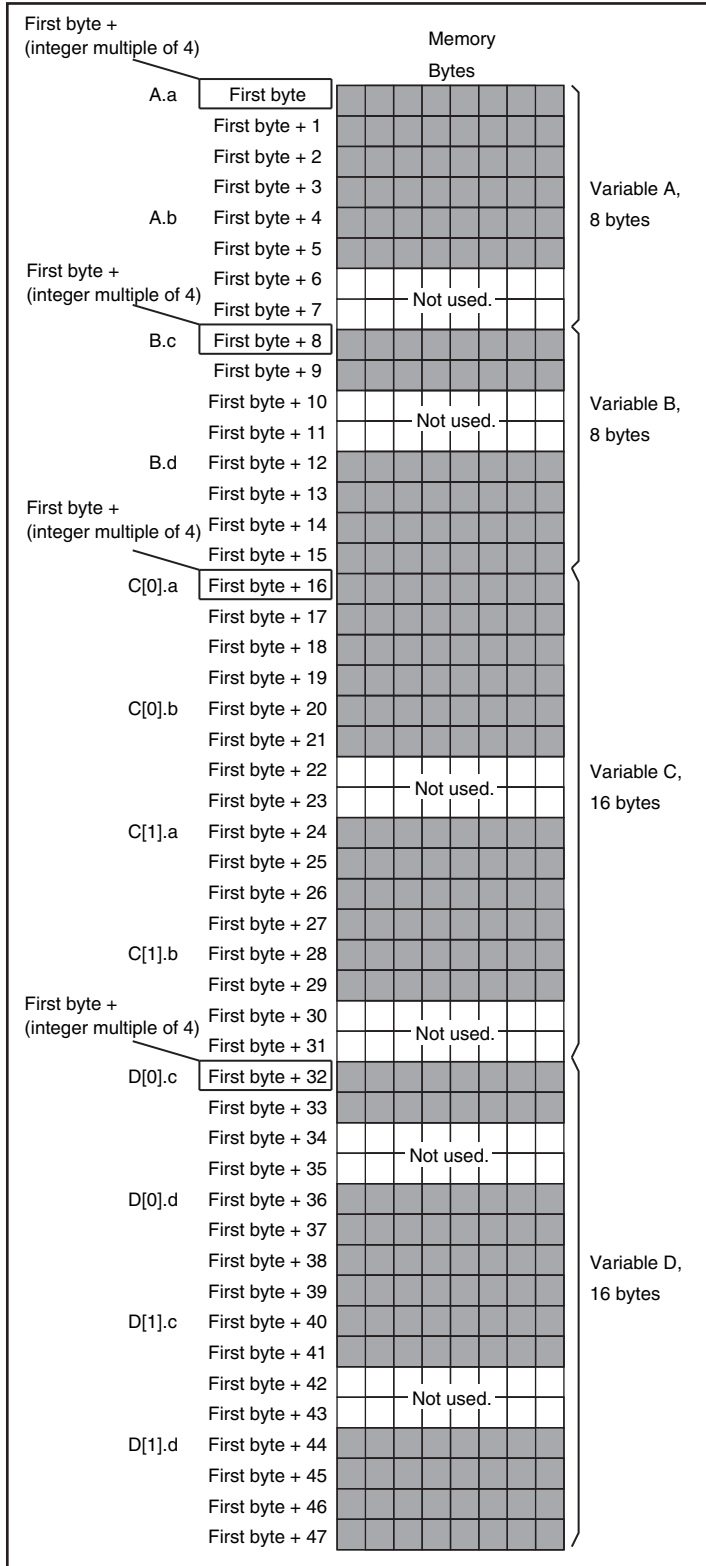 First byte +
(integer multiple of 4)
Memory
Bytes
A.a First byte
First byte + 1
First byte + 2
First byte + 3
Variable A,
8 bytes
A.b First byte + 4
First byte + 5
First byte +
(integer multiple of 4)
First byte + 6
First byte + 7
Not used.
B.c First byte + 8
First byte + 9
First byte + 10
First byte + 11
Not used.
Variable B,
8 bytes
B.d First byte + 12
First byte + 13
First byte +
(integer multiple of 4)
First byte + 14
First byte + 15
C[0].a First byte + 16
First byte + 17
First byte + 18
First byte + 19
C[0].b First byte + 20
First byte + 21
First byte + 22
First byte + 23
Not used.
Variable C,
16 bytes
C[1].a First byte + 24
First byte + 25
First byte + 26
First byte + 27
C[1].b First byte + 28
First byte + 29
First byte +
(integer multiple of 4)
First byte + 30
First byte + 31
Not used.
D[0].c First byte + 32
First byte + 33
First byte + 34
First byte + 35
Not used.
D[0].d First byte + 36
First byte + 37
First byte + 38
First byte + 39
Variable D,
16 bytes
D[1].c First byte + 40
First byte + 41
First byte + 42
First byte + 43
Not used.
D[1].d First byte + 44
First byte + 45
First byte + 46
First byte + 47